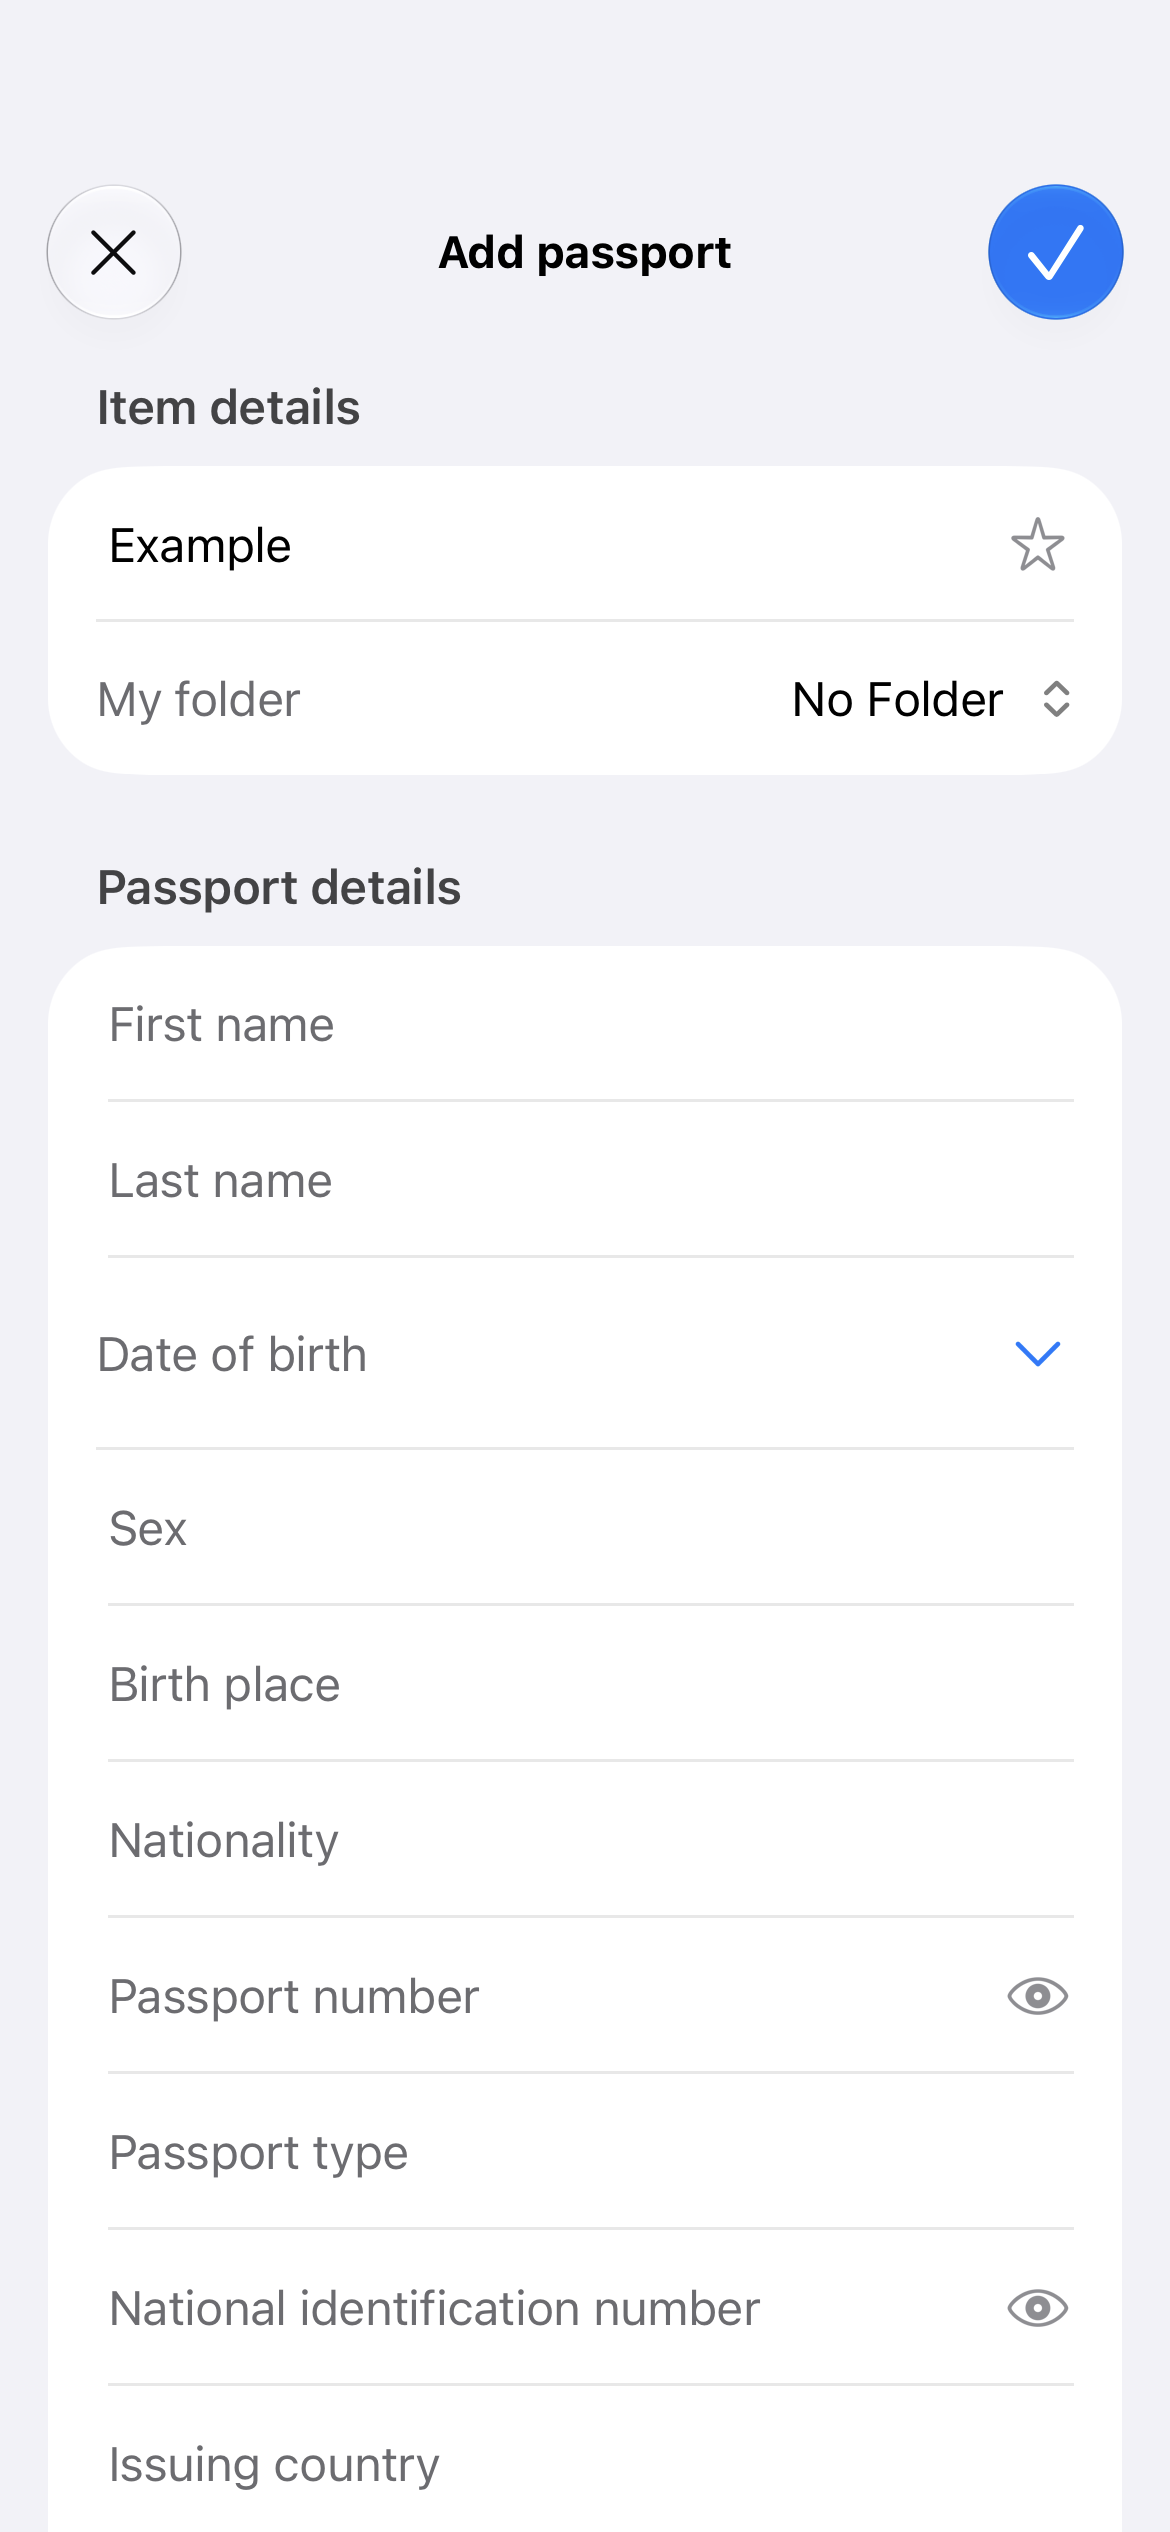 Add passport
Item details
Example
My folder No Folder
Passport details
First name
Last name
Date of birth
Sex
Birth place
Nationality
Passport number
Passport type
National identification number
Issuing country